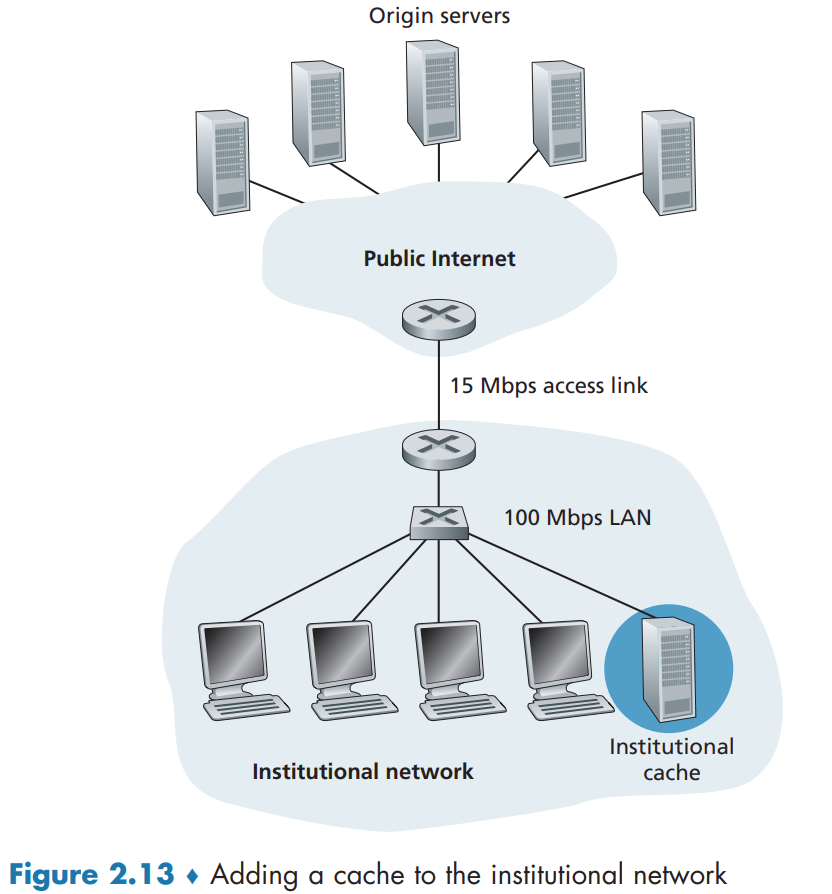 Origin servers
Public Internet
15 Mbps access link
100 Mbps LAN
Institutional
cache
Institutional network
Figure 2.13 ♦ Adding a cache to the institutional network